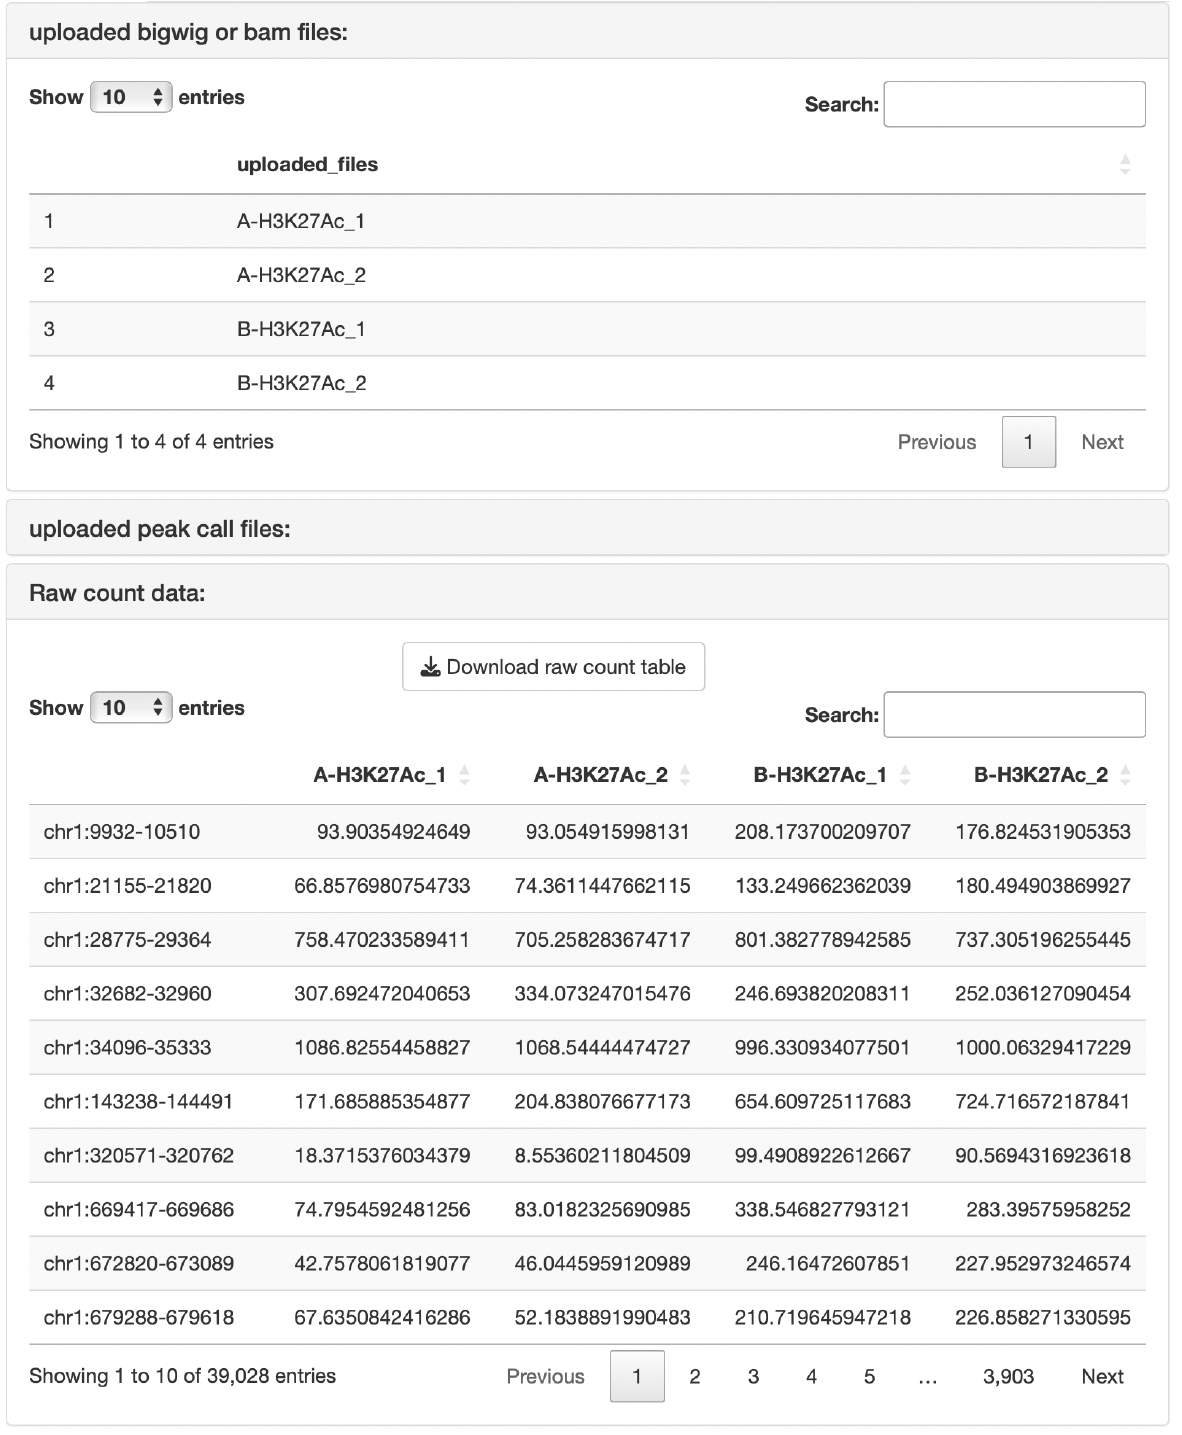 uploaded bigwig or bam files:
Show 10 entries Search:
uploaded_files
1 A-H3K27Ac_1
2 A-H3K27Ac_2
3 B-H3K27Ac_1
4 B-H3K27Ac_2
Showing 1 to 4 of 4 entries Previous 1 Next
uploaded peak call files:
Raw count data:
Download raw count table
Show 10 entries Search:
A-H3K27Ac_1 A-H3K27Ac_2 B-H3K27Ac_1 B-H3K27Ac_2
chr1:9932-10510 93.90354924649 93.054915998131 208.173700209707 176.824531905353
chr1:21155-21820 66.8576980754733 74.3611447662115 133.249662362039 180.494903869927
chr1:28775-29364 758.470233589411 705.258283674717 801.382778942585 737.305196255445
chr1:32682-32960 307.692472040653 334.073247015476 246.693820208311 252.036127090454
chr1:34096-35333 1086.82554458827 1068.54444474727 996.330934077501 1000.06329417229
chr1:143238-144491 171.685885354877 204.838076677173 654.609725117683 724.716572187841
chr1:320571-320762 18.3715376034379 8.55360211804509 99.4908922612667 90.5694316923618
chr1:669417-669686 74.7954592481256 83.0182325690985 338.546827793121 283.39575958252
chr1:672820-673089 42.7578061819077 46.0445959120989 246.16472607851 227.952973246574
chr1:679288-679618 67.6350842416286 52.1838891990483 210.719645947218 226.858271330595
Showing 1 to 10 of 39,028 entries Previous 1 2 3 4 5 … 3,903 Next